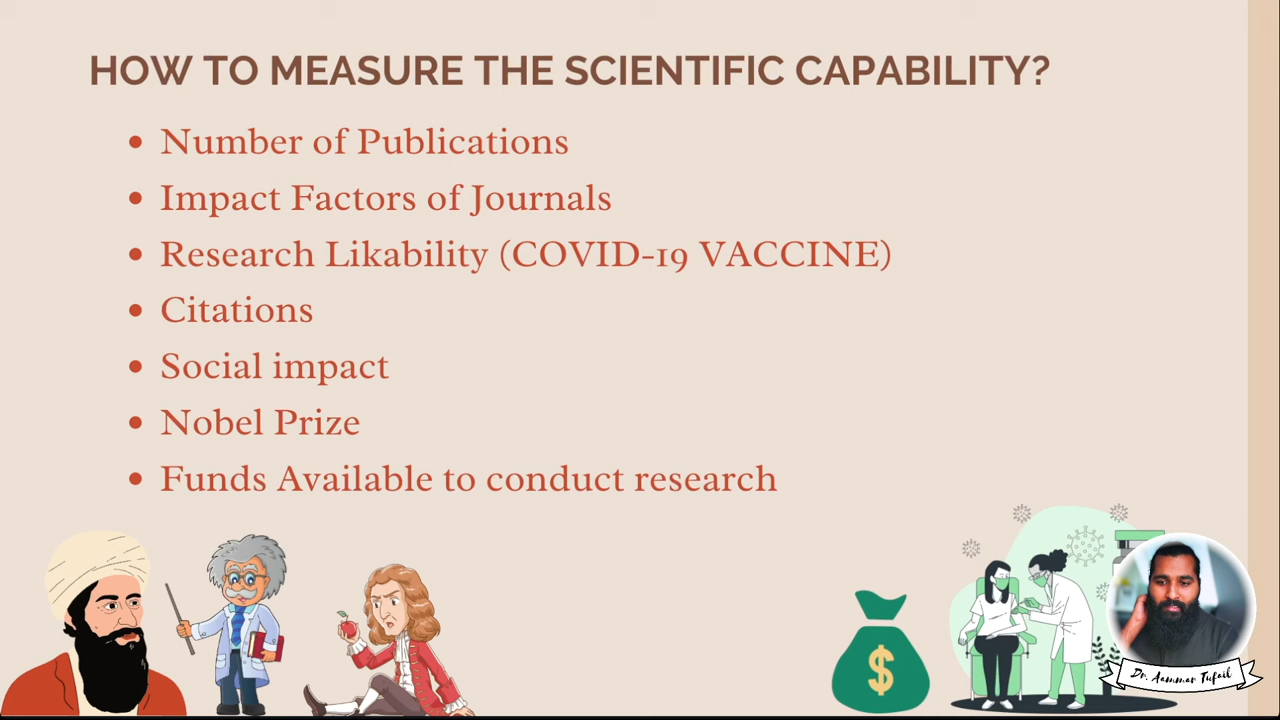 HOW TO MEASURE THE SCIENTIFIC CAPABILITY?
• Number of Publications
• Impact Factors of Journals
• Research Likability (COVID-19 VACCINE)
• Citations
• Social impact
• Nobel Prize
• Funds Available to conduct research
$
Dr. Aammar Tufail